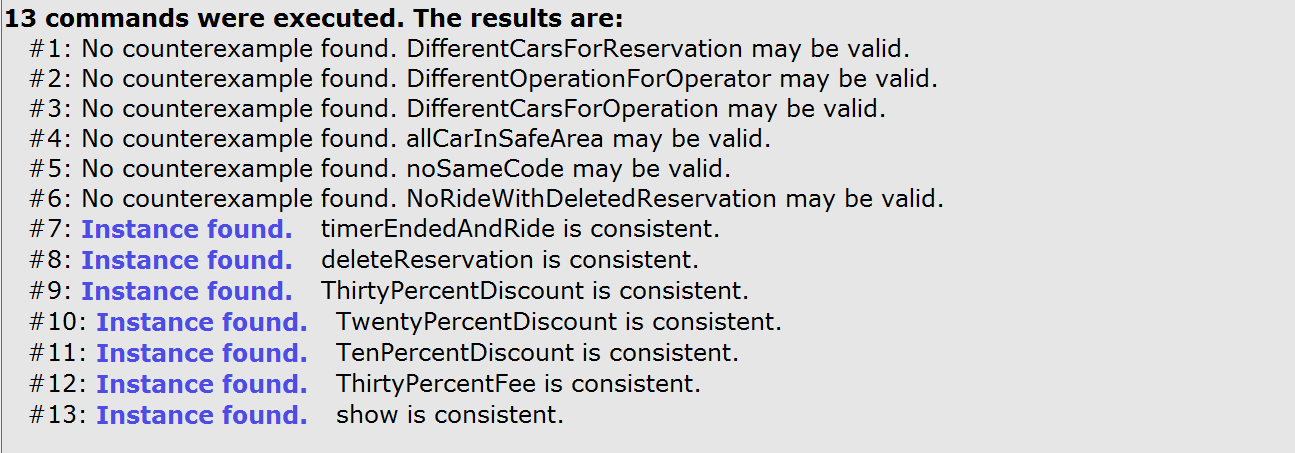 13 commands were executed. The results are:
#1: No counterexample found. DifferentCarsForReservation may be valid.
#2: No counterexample found. DifferentOperationForOperator may be valid.
#3: No counterexample found. DifferentCarsForOperation may be valid.
#4: No counterexample found. allCarInSafeArea may be valid.
#5: No counterexample found. noSameCode may be valid.
#6: No counterexample found. NoRideWithDeletedReservation may be valid.
#7: Instance found. timerEndedAndRide is consistent.
#8: Instance found. deleteReservation is consistent.
#9: Instance found. ThirtyPercentDiscount is consistent.
#10: Instance found. TwentyPercentDiscount is consistent.
#11: Instance found. TenPercentDiscount is consistent.
#12: Instance found. ThirtyPercentFee is consistent.
#13: Instance found. show is consistent.